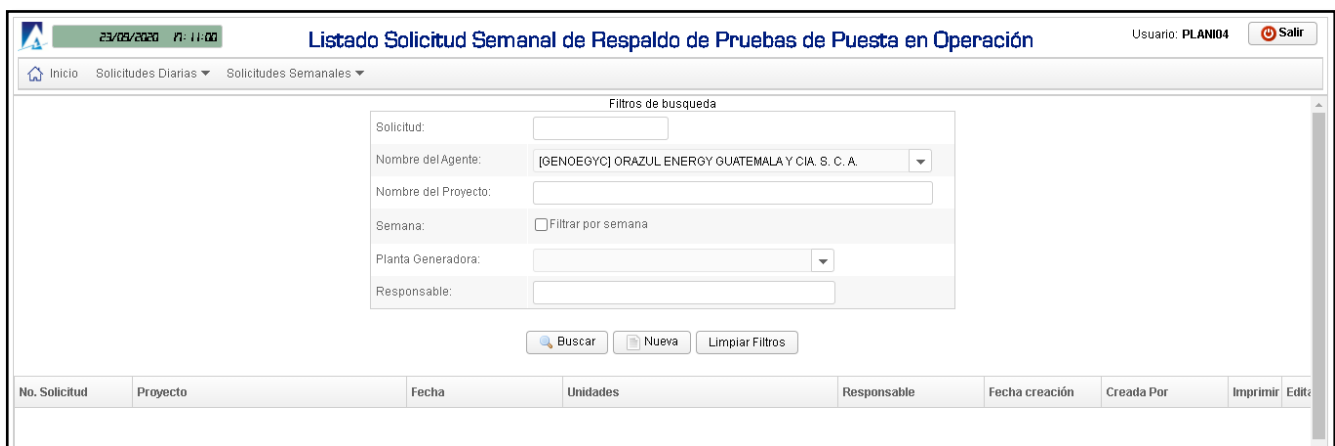 23/09/2020 17:11:00 Listado Solicitud Semanal de Respaldo de Pruebas de Puesta en Operación Usuario: PLANI04 Salir
Inicio Solicitudes Diarias Solicitudes Semanales
Filtros de busqueda
Solicitud:
Nombre del Agente: [GENOEGYC] ORAZUL ENERGY GUATEMALA Y CIA. S. C. A.
Nombre del Proyecto:
Semana: Filtrar por semana
Planta Generadora:
Responsable:
Buscar Nueva Limpiar Filtros
No. Solicitud Proyecto Fecha Unidades Responsable Fecha creación Creada Por Imprimir Edita